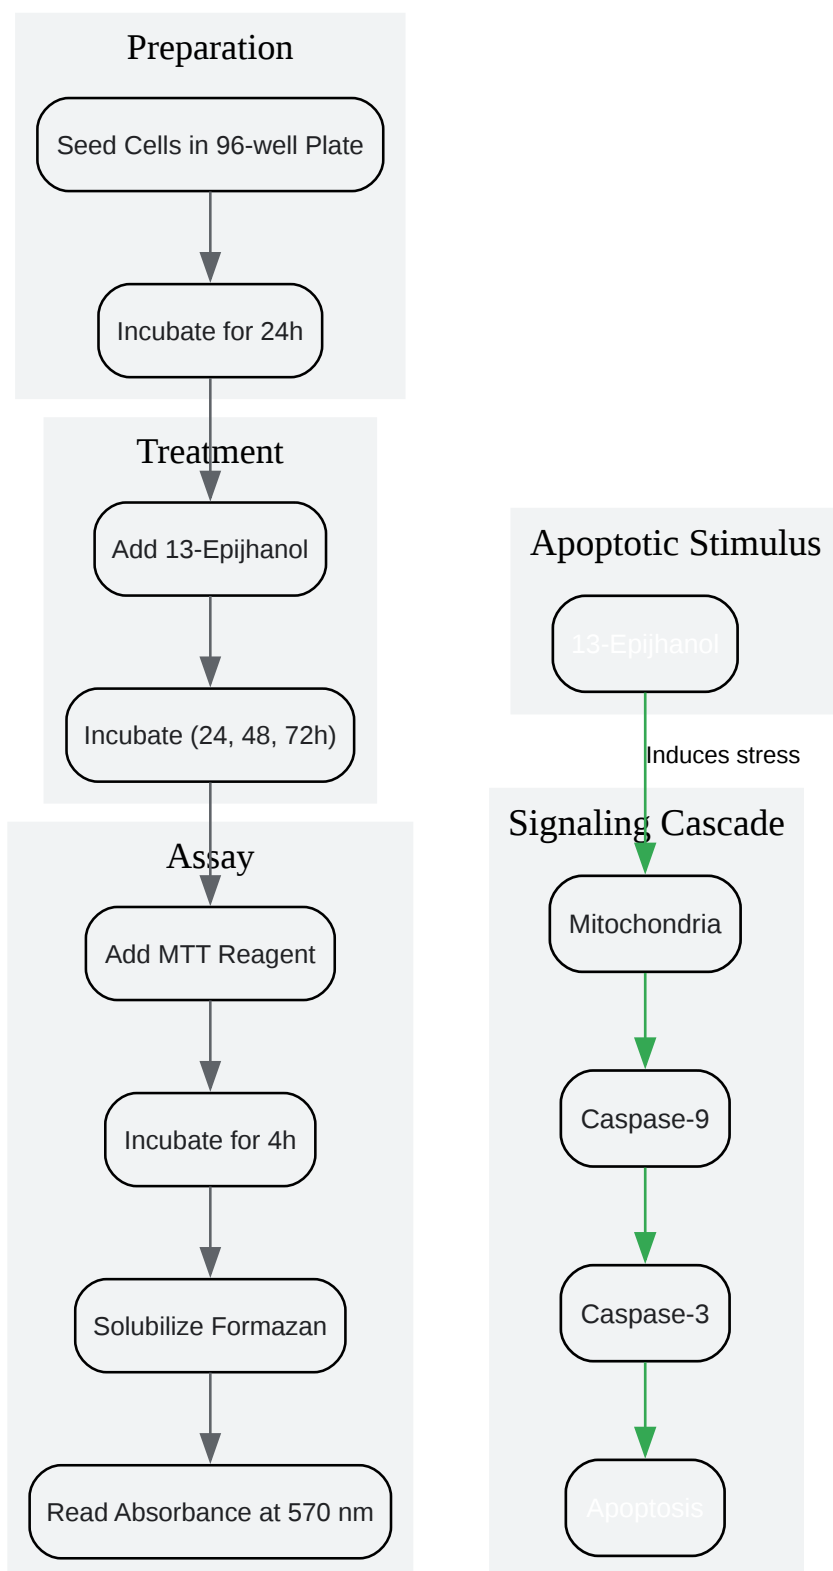 Preparation
Seed Cells in 96-well Plate
Incubate for 24h
Treatment
Add 13-Epijhanol
Incubate (24, 48, 72h)
Assay
Add MTT Reagent
Incubate for 4h
Solubilize Formazan
Read Absorbance at 570 nm
Apoptotic Stimulus
13-Epijhanol
Induces stress
Signaling Cascade
Mitochondria
Caspase-9
Caspase-3
Apoptosis